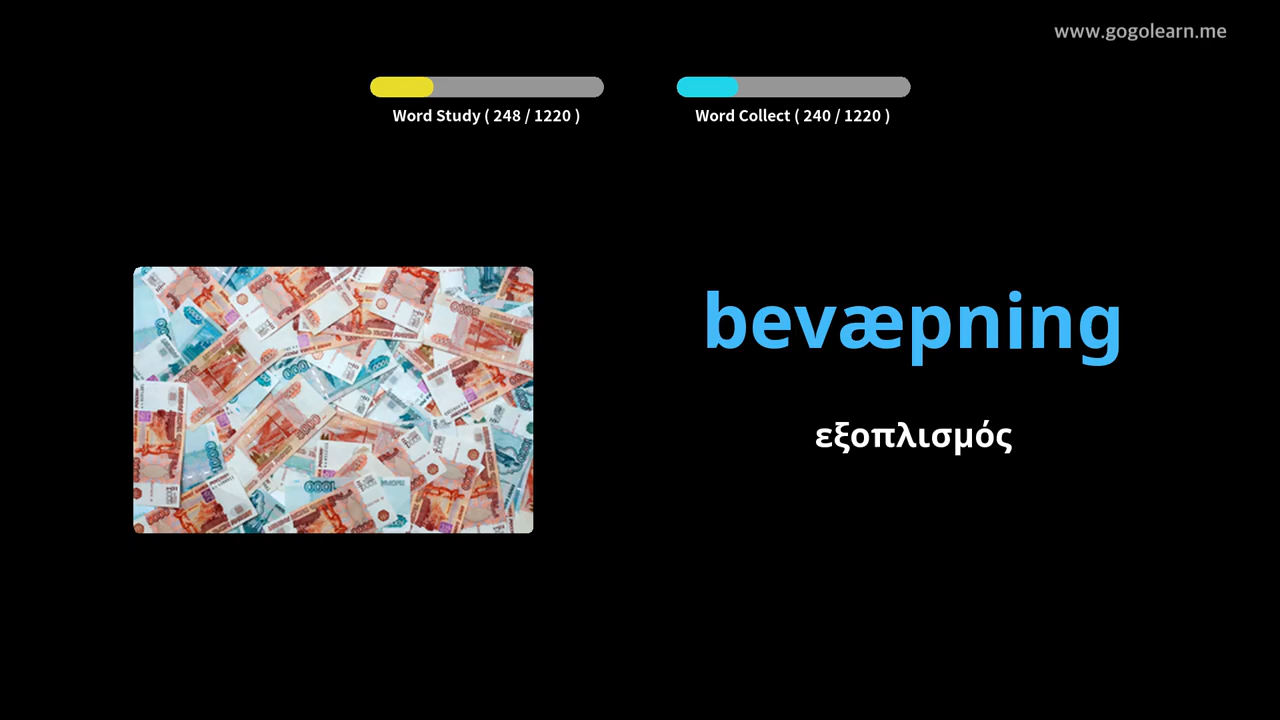 www.gogolearn.me
Word Study ( 248 / 1220 )
Word Collect ( 240 / 1220 )
bevæpning
εξοπλισμός